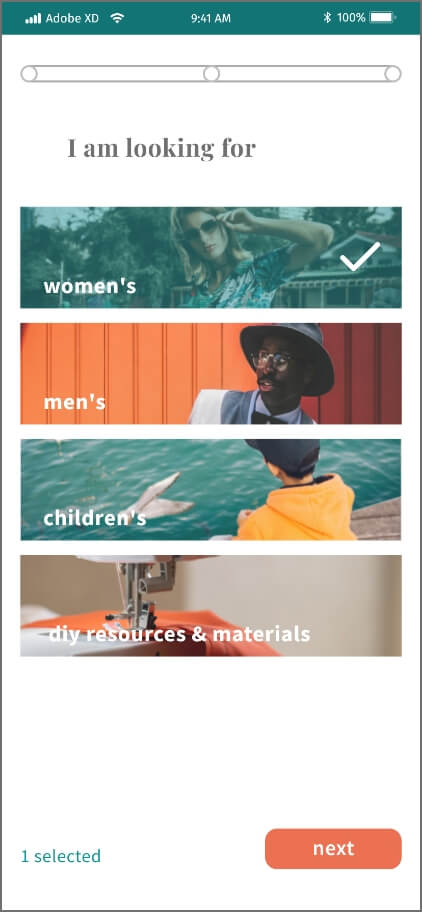 Adobe XD 9:41 AM 100%
I am looking for
women's
men's
children's
diy resources & materials
1 selected next